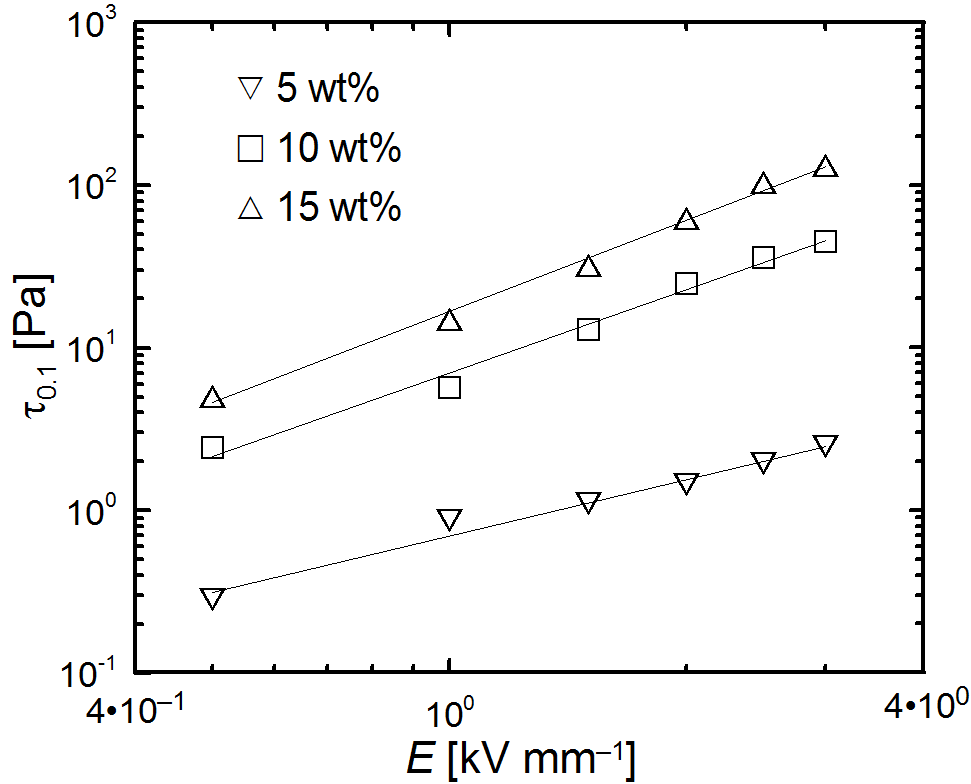 10³
10²
10¹
10⁰
10⁻¹
τ₀.₁ [Pa]
5 wt%
10 wt%
15 wt%
4•10⁻¹
10⁰
4•10⁰
E [kV mm⁻¹]